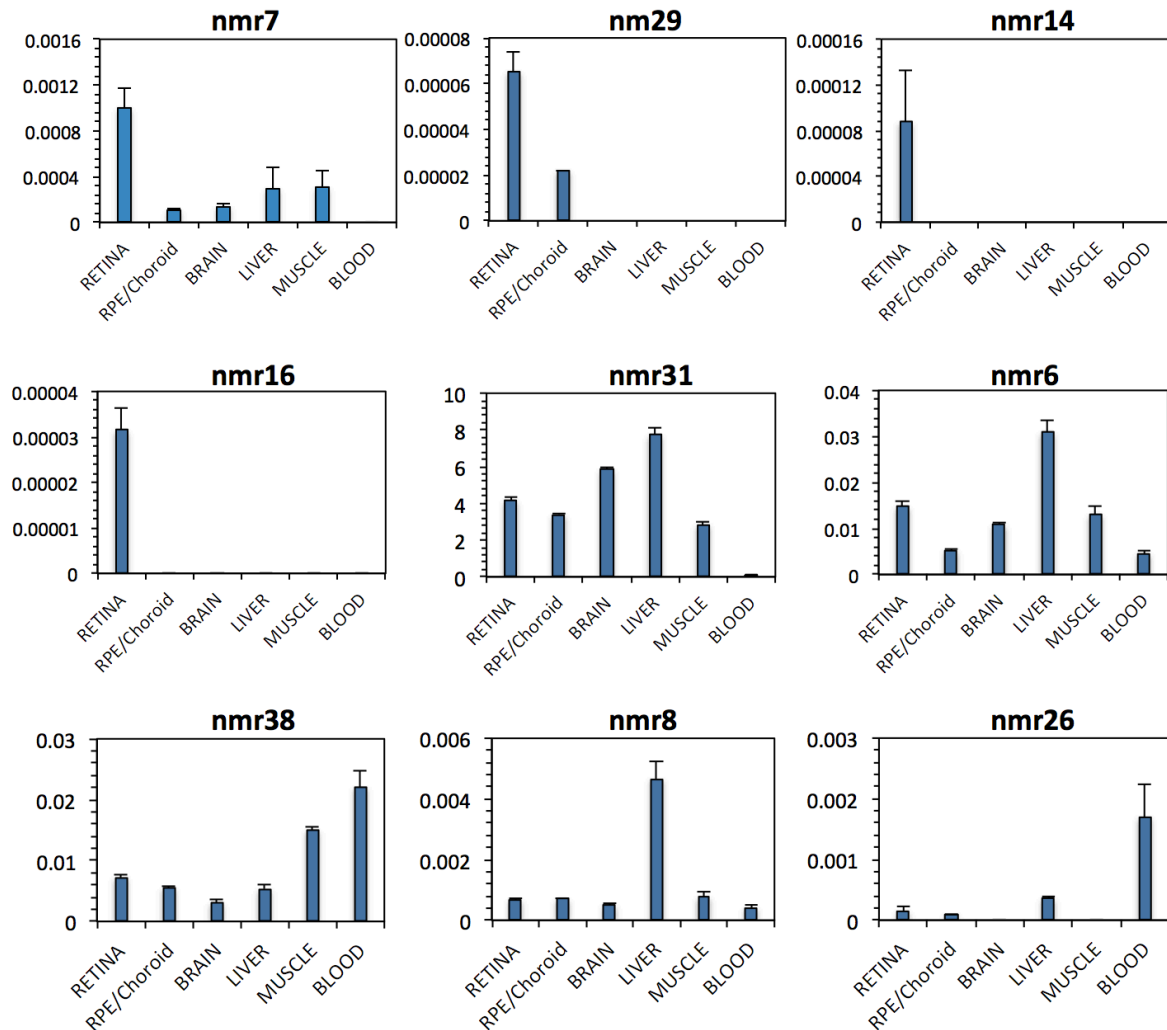 nmr7
0.0016
0.0012
0.0008
0.0004
0
RETINA
RPE/Choroid
BRAIN
LIVER
MUSCLE
BLOOD
nm29
0.00008
0.00006
0.00004
0.00002
0
RETINA
RPE/Choroid
BRAIN
LIVER
MUSCLE
BLOOD
nmr14
0.00016
0.00012
0.00008
0.00004
0
RETINA
RPE/Choroid
BRAIN
LIVER
MUSCLE
BLOOD
nmr16
0.00004
0.00003
0.00002
0.00001
0
RETINA
RPE/Choroid
BRAIN
LIVER
MUSCLE
BLOOD
nmr31
10
8
6
4
2
0
RETINA
RPE/Choroid
BRAIN
LIVER
MUSCLE
BLOOD
nmr6
0.04
0.03
0.02
0.01
0
RETINA
RPE/Choroid
BRAIN
LIVER
MUSCLE
BLOOD
nmr38
0.03
0.02
0.01
0
RETINA
RPE/Choroid
BRAIN
LIVER
MUSCLE
BLOOD
nmr8
0.006
0.004
0.002
0
RETINA
RPE/Choroid
BRAIN
LIVER
MUSCLE
BLOOD
nmr26
0.003
0.002
0.001
0
RETINA
RPE/Choroid
BRAIN
LIVER
MUSCLE
BLOOD